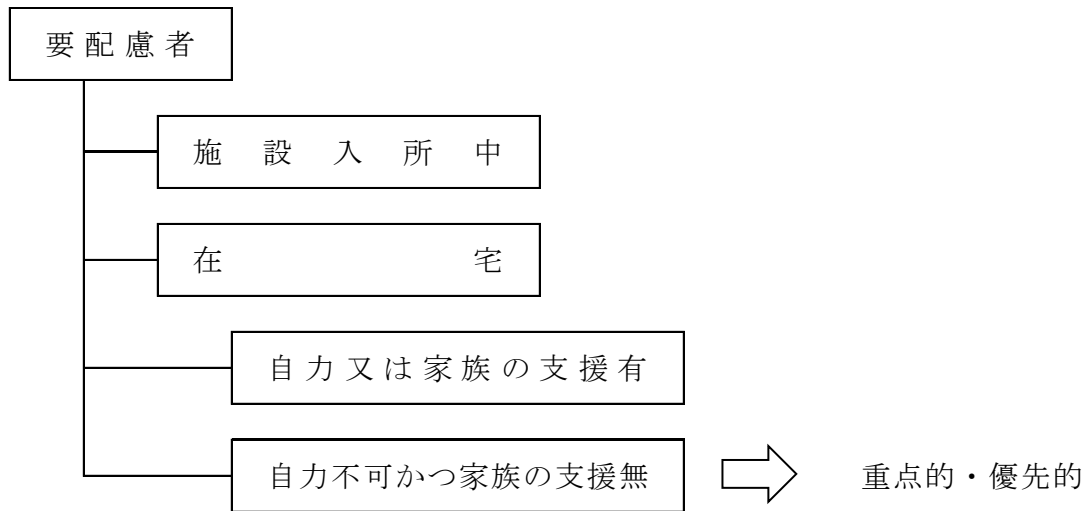 要配慮者
施設入所中
在宅
自力又は家族の支援有
自力不可かつ家族の支援無
重点的・優先的